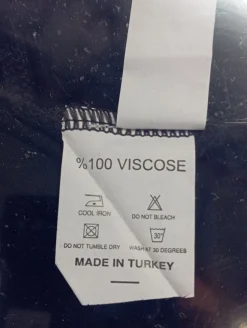 %100 VISCOSE
COOL IRON
DO NOT BLEACH
30°
DO NOT TUMBLE DRY
WASH AT 30 DEGREES
MADE IN TURKEY